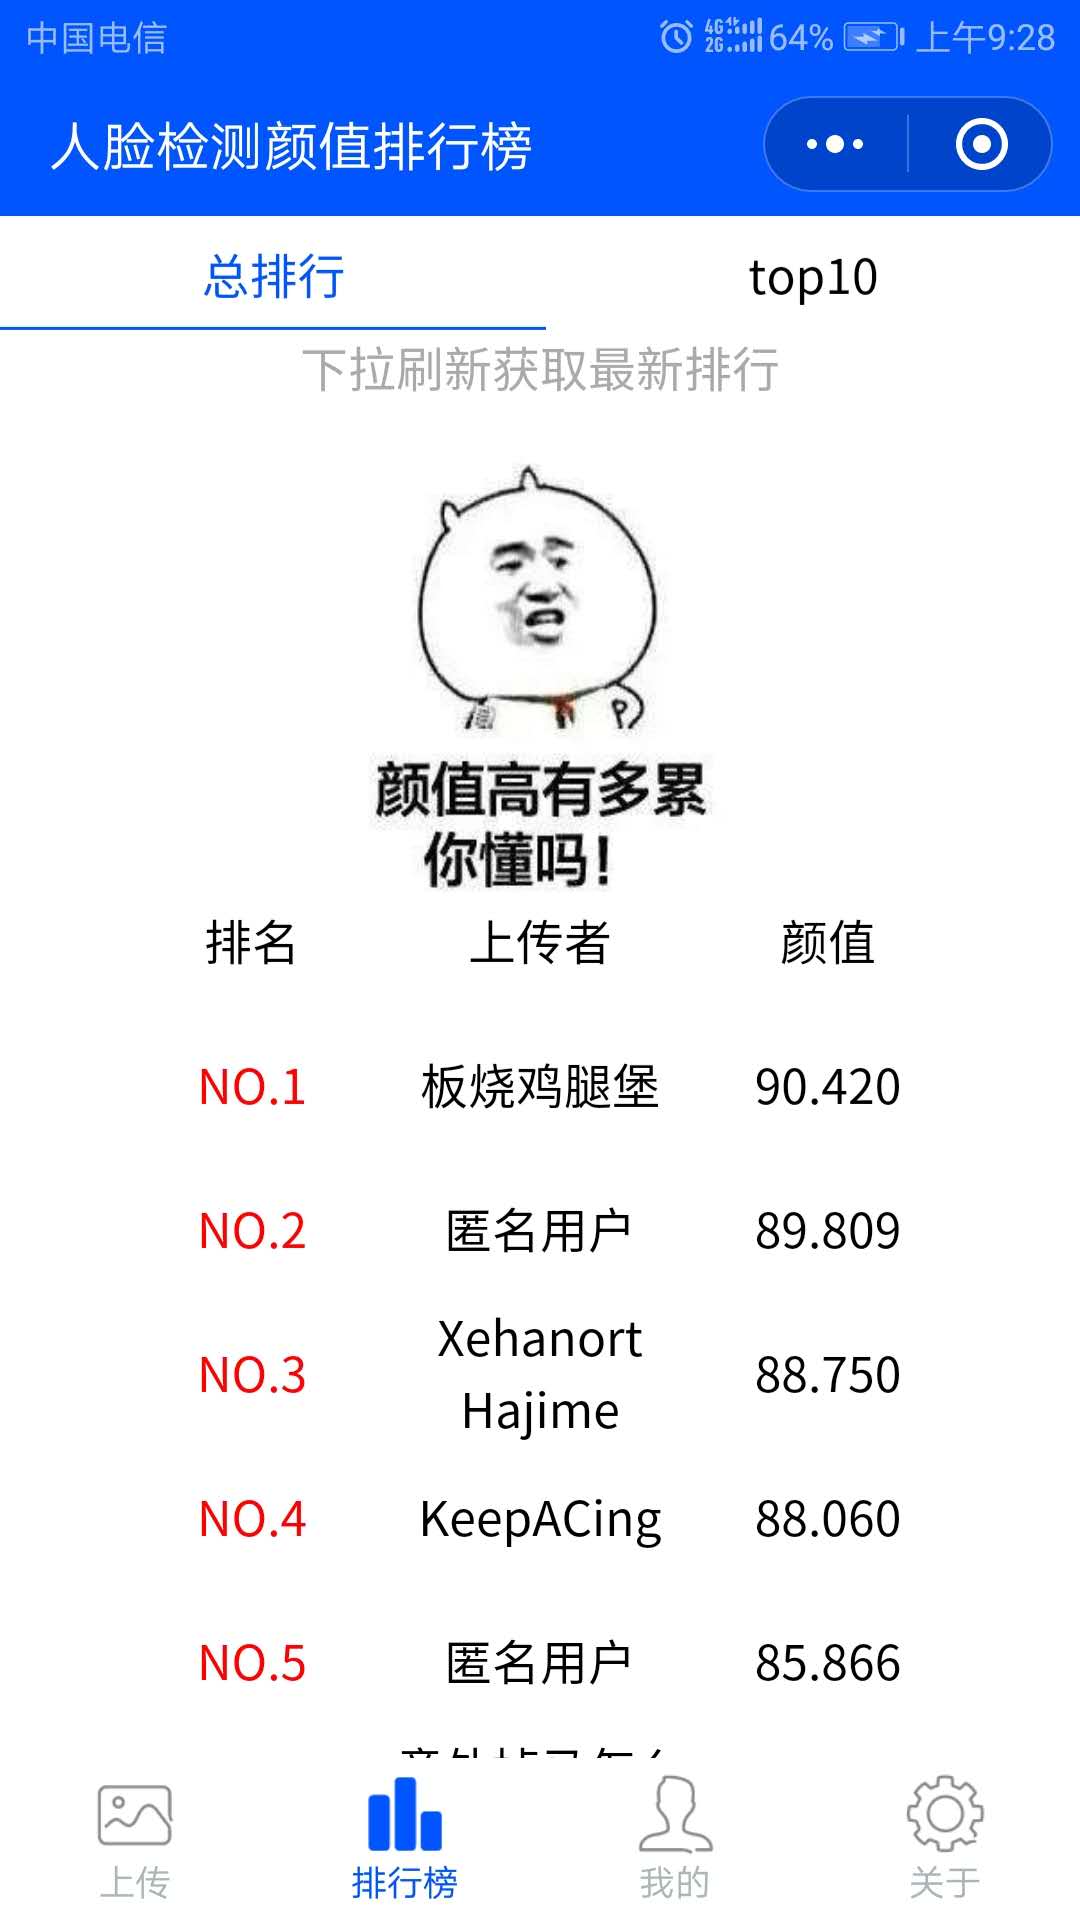 中国电信
4G 2G 64% 上午9:28
人脸检测颜值排行榜
总排行 top10
下拉刷新获取最新排行
颜值高有多累
你懂吗!
排名 上传者 颜值
NO.1 板烧鸡腿堡 90.420
NO.2 匿名用户 89.809
NO.3 Xehanort Hajime 88.750
NO.4 KeepACing 88.060
NO.5 匿名用户 85.866
上传 排行榜 我的 关于